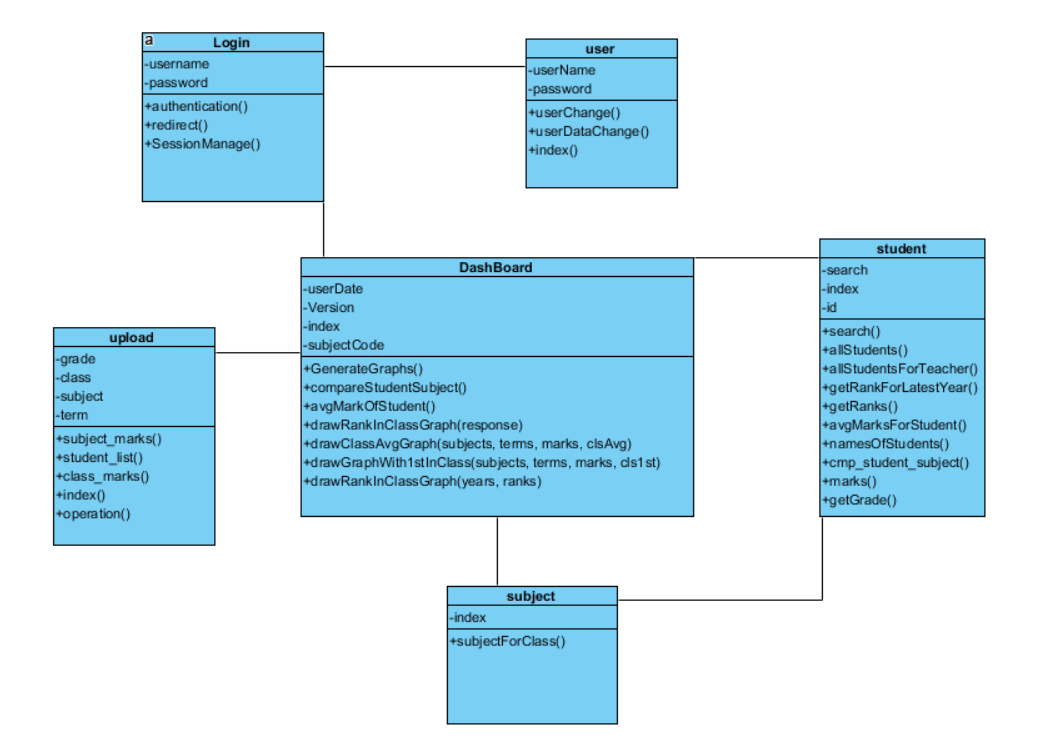 a
Login
-username
-password
+authentication()
+redirect()
+SessionManage()
user
-userName
-password
+userChange()
+userDataChange()
+index()
DashBoard
-userDate
-Version
-index
-subjectCode
+GenerateGraphs()
+compareStudentSubject()
+avgMarkOfStudent()
+drawRankInClassGraph(response)
+drawClassAvgGraph(subjects, terms, marks, clsAvg)
+drawGraphWith1stInClass(subjects, terms, marks, cls1st)
+drawRankInClassGraph(years, ranks)
student
-search
-index
-id
+search()
+allStudents()
+allStudentsForTeacher()
+getRankForLatestYear()
+getRanks()
+avgMarksForStudent()
+namesOfStudents()
+cmp_student_subject()
+marks()
+getGrade()
upload
-grade
-class
-subject
-term
+subject_marks()
+student_list()
+class_marks()
+index()
+operation()
subject
-index
+subjectForClass()